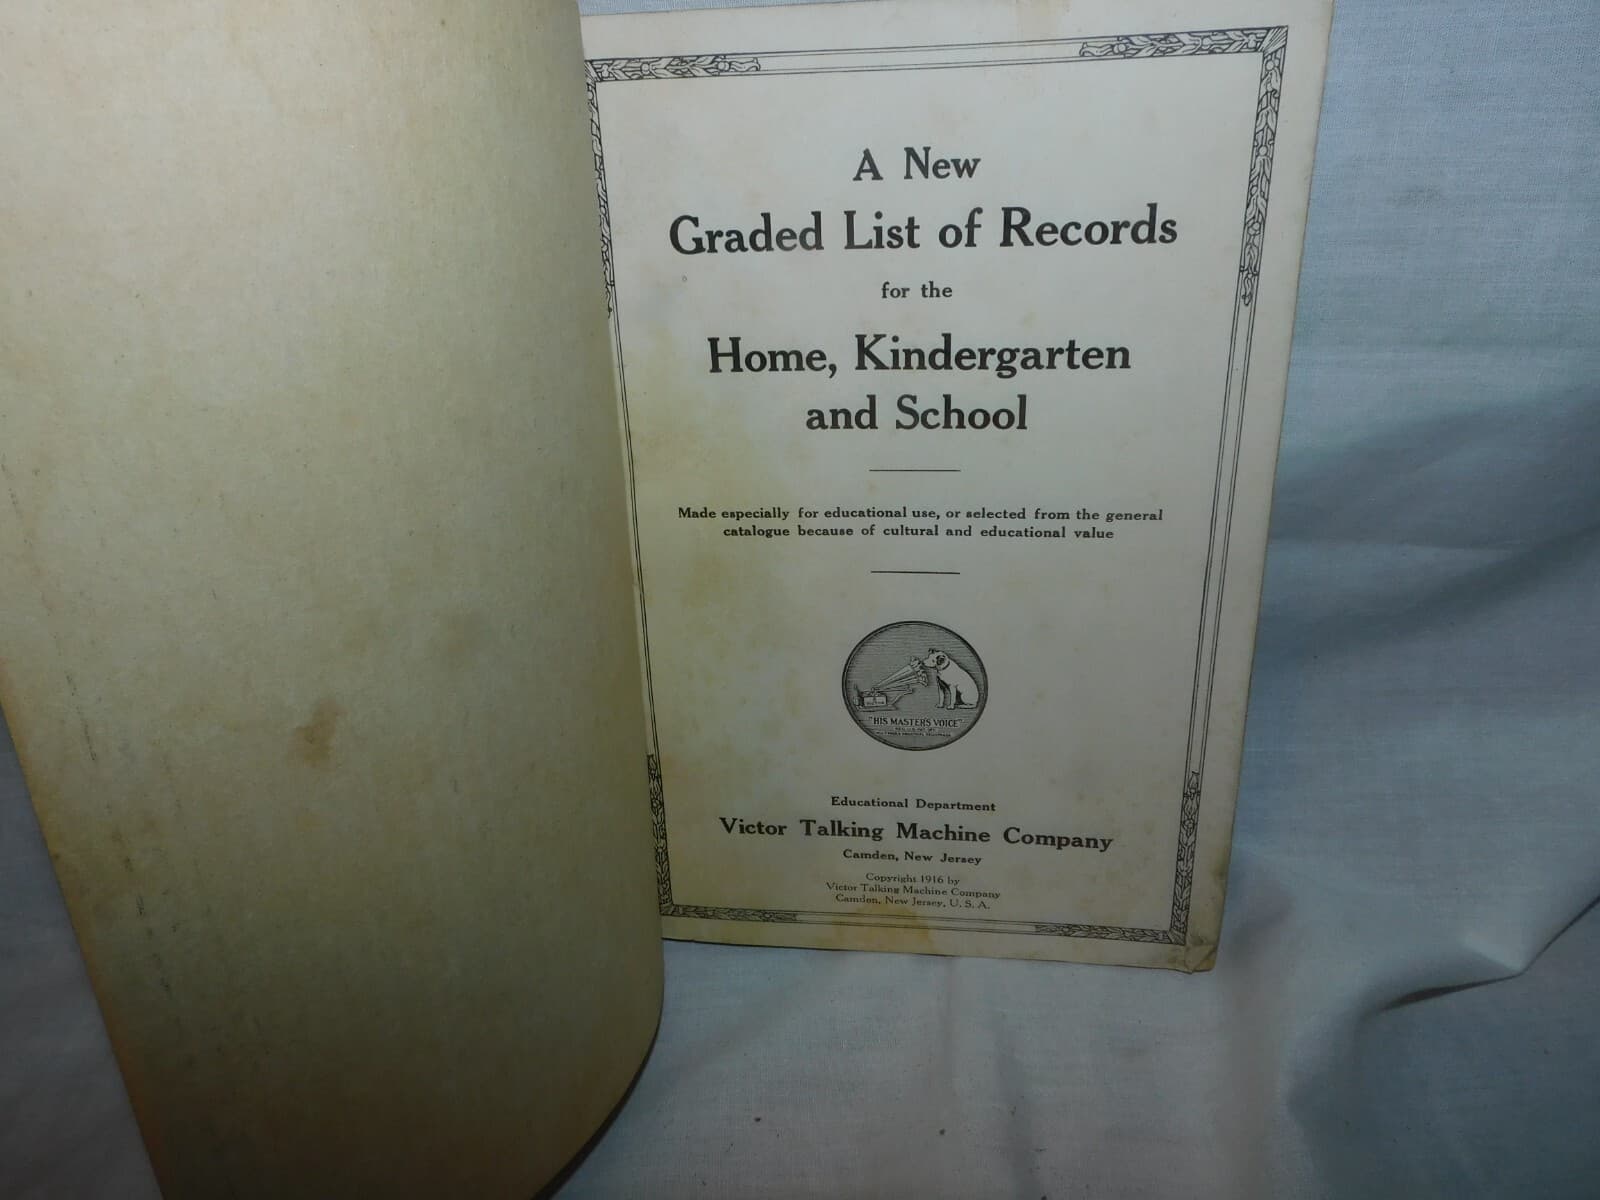 A New
Graded List of Records
for the
Home, Kindergarten
and School
Made especially for educational use, or selected from the general
catalogue because of cultural and educational value
"HIS MASTER'S VOICE"
Educational Department
Victor Talking Machine Company
Camden, New Jersey
Copyright 1916 by
Victor Talking Machine Company
Camden, New Jersey, U. S. A.